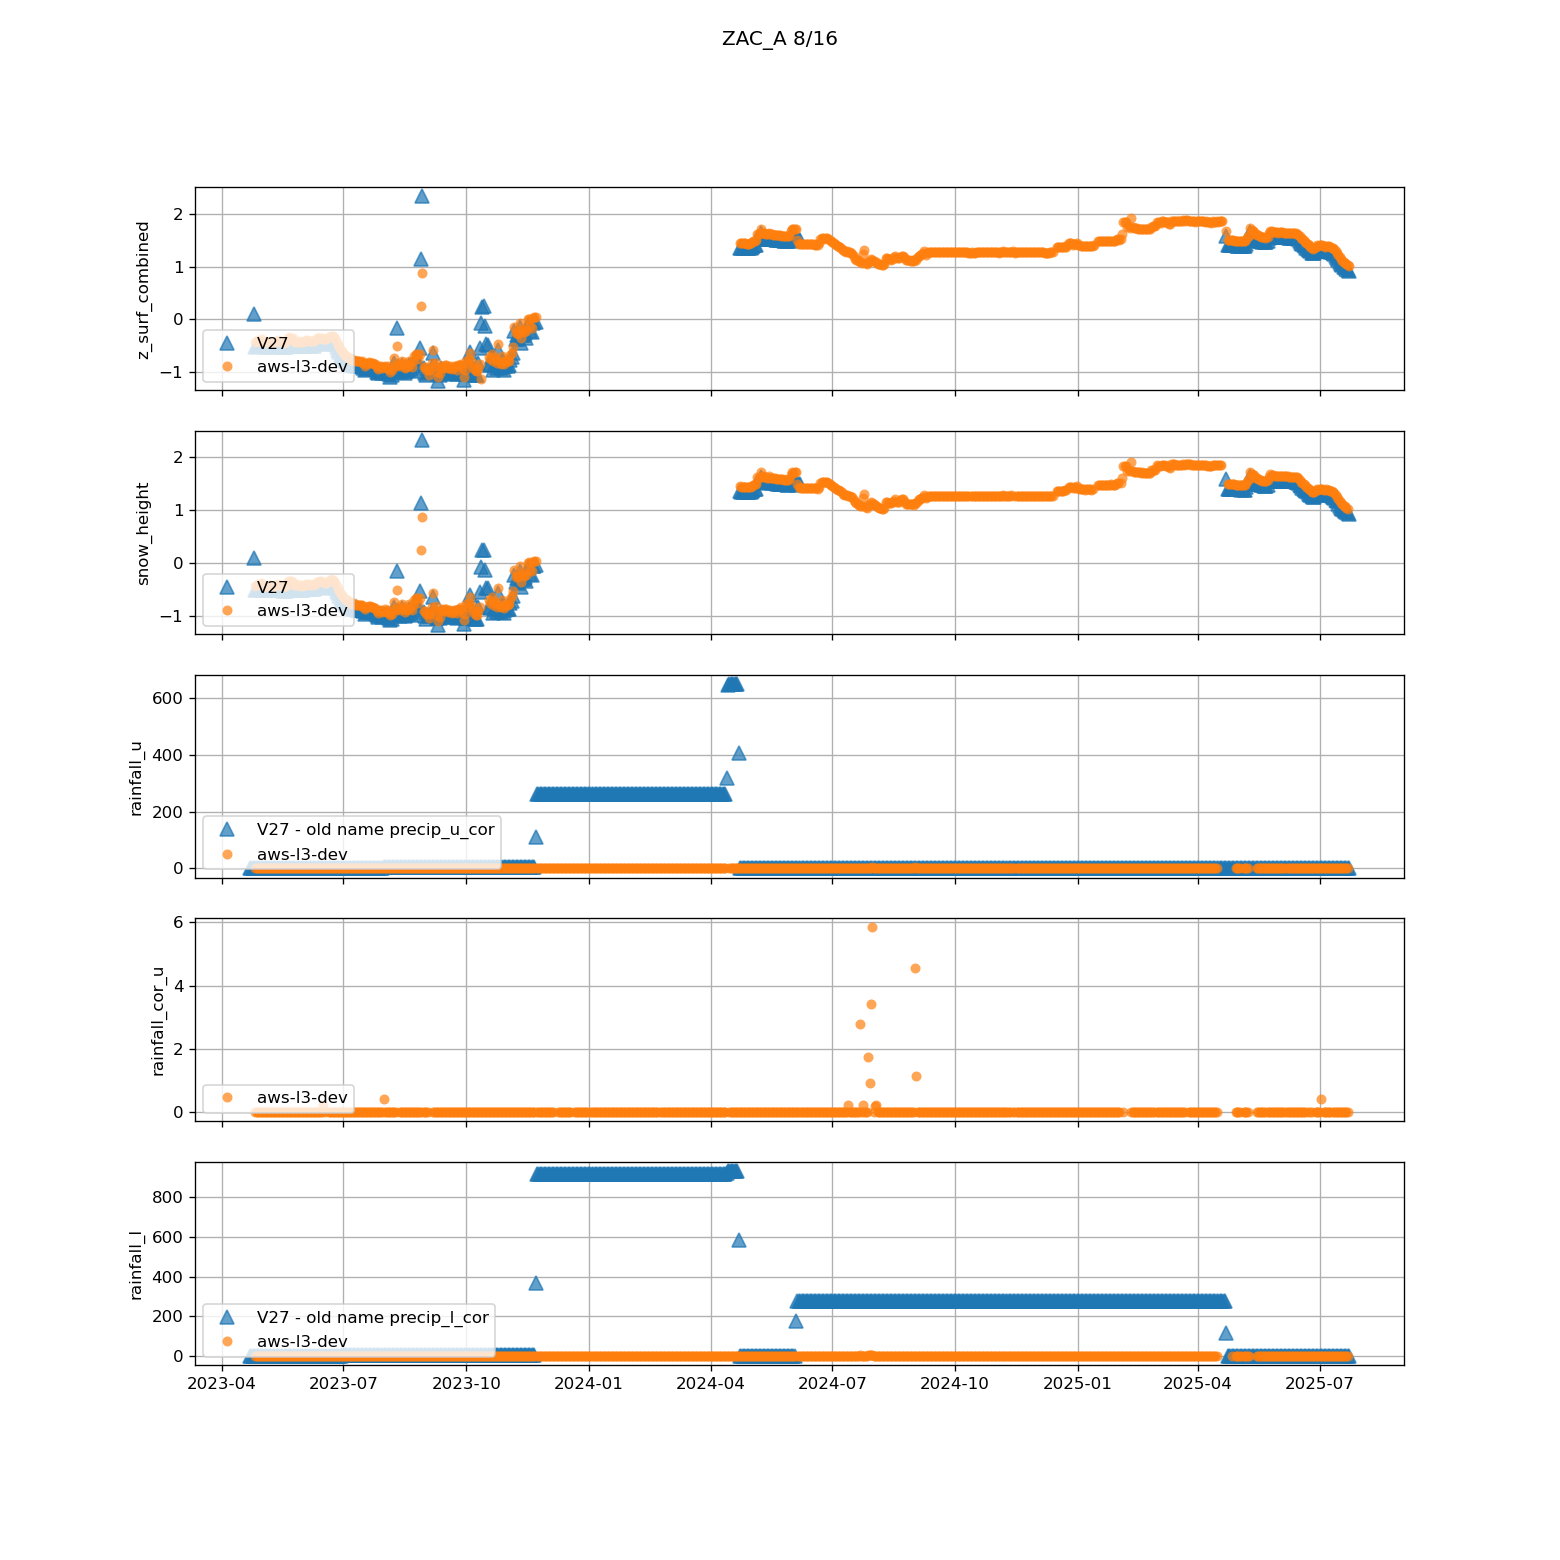 ZAC_A 8/16
z_surf_combined
2
1
0
−1
V27
aws-l3-dev
snow_height
2
1
0
−1
V27
aws-l3-dev
rainfall_u
600
400
200
0
V27 - old name precip_u_cor
aws-l3-dev
rainfall_cor_u
6
4
2
0
aws-l3-dev
rainfall_l
800
600
400
200
0
V27 - old name precip_l_cor
aws-l3-dev
2023-04 2023-07 2023-10 2024-01 2024-04 2024-07 2024-10 2025-01 2025-04 2025-07